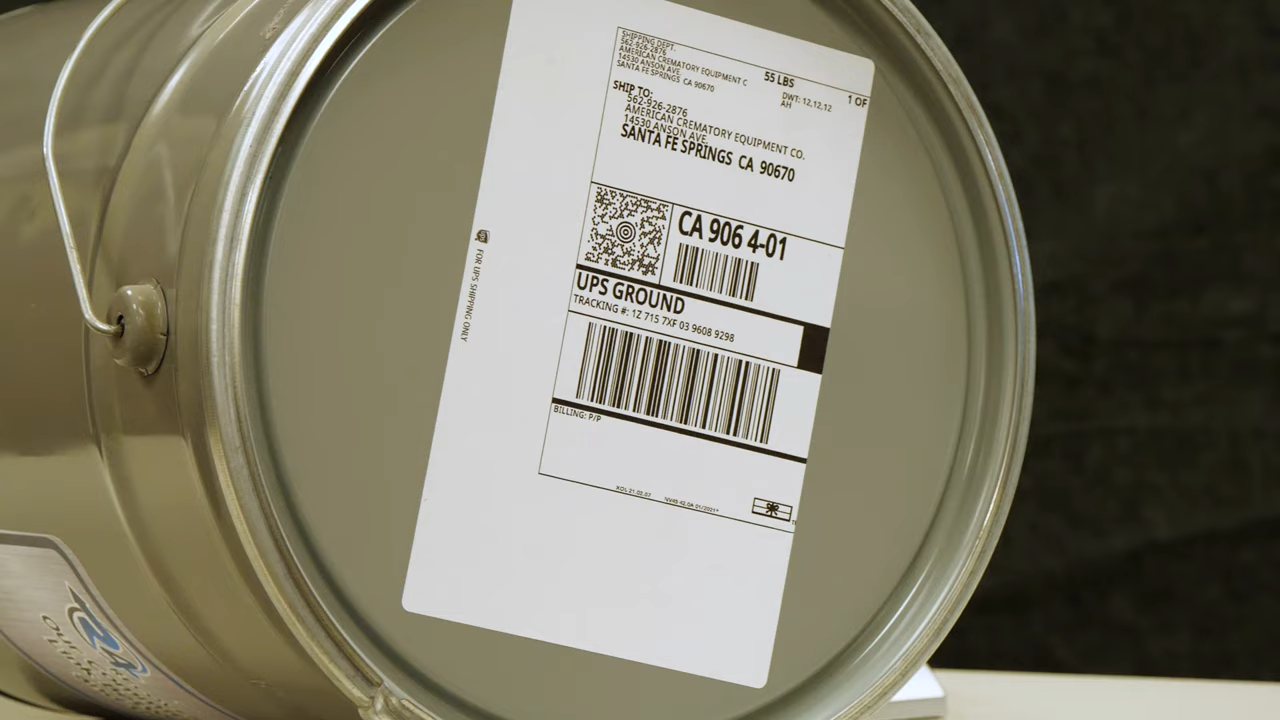 SHIPPING DEPT.
562-926-2876
AMERICAN CREMATORY EQUIPMENT C
14530 ANSON AVE.
SANTA FE SPRINGS CA 90670
55 LBS
1 OF
DWT: 12,12,12
AH
SHIP TO:
562-926-2876
AMERICAN CREMATORY EQUIPMENT CO.
14530 ANSON AVE.
SANTA FE SPRINGS CA 90670
CA 906 4-01
UPS GROUND
TRACKING #: 1Z 715 7XF 03 9608 9298
BILLING: P/P
FOR UPS SHIPPING ONLY
24